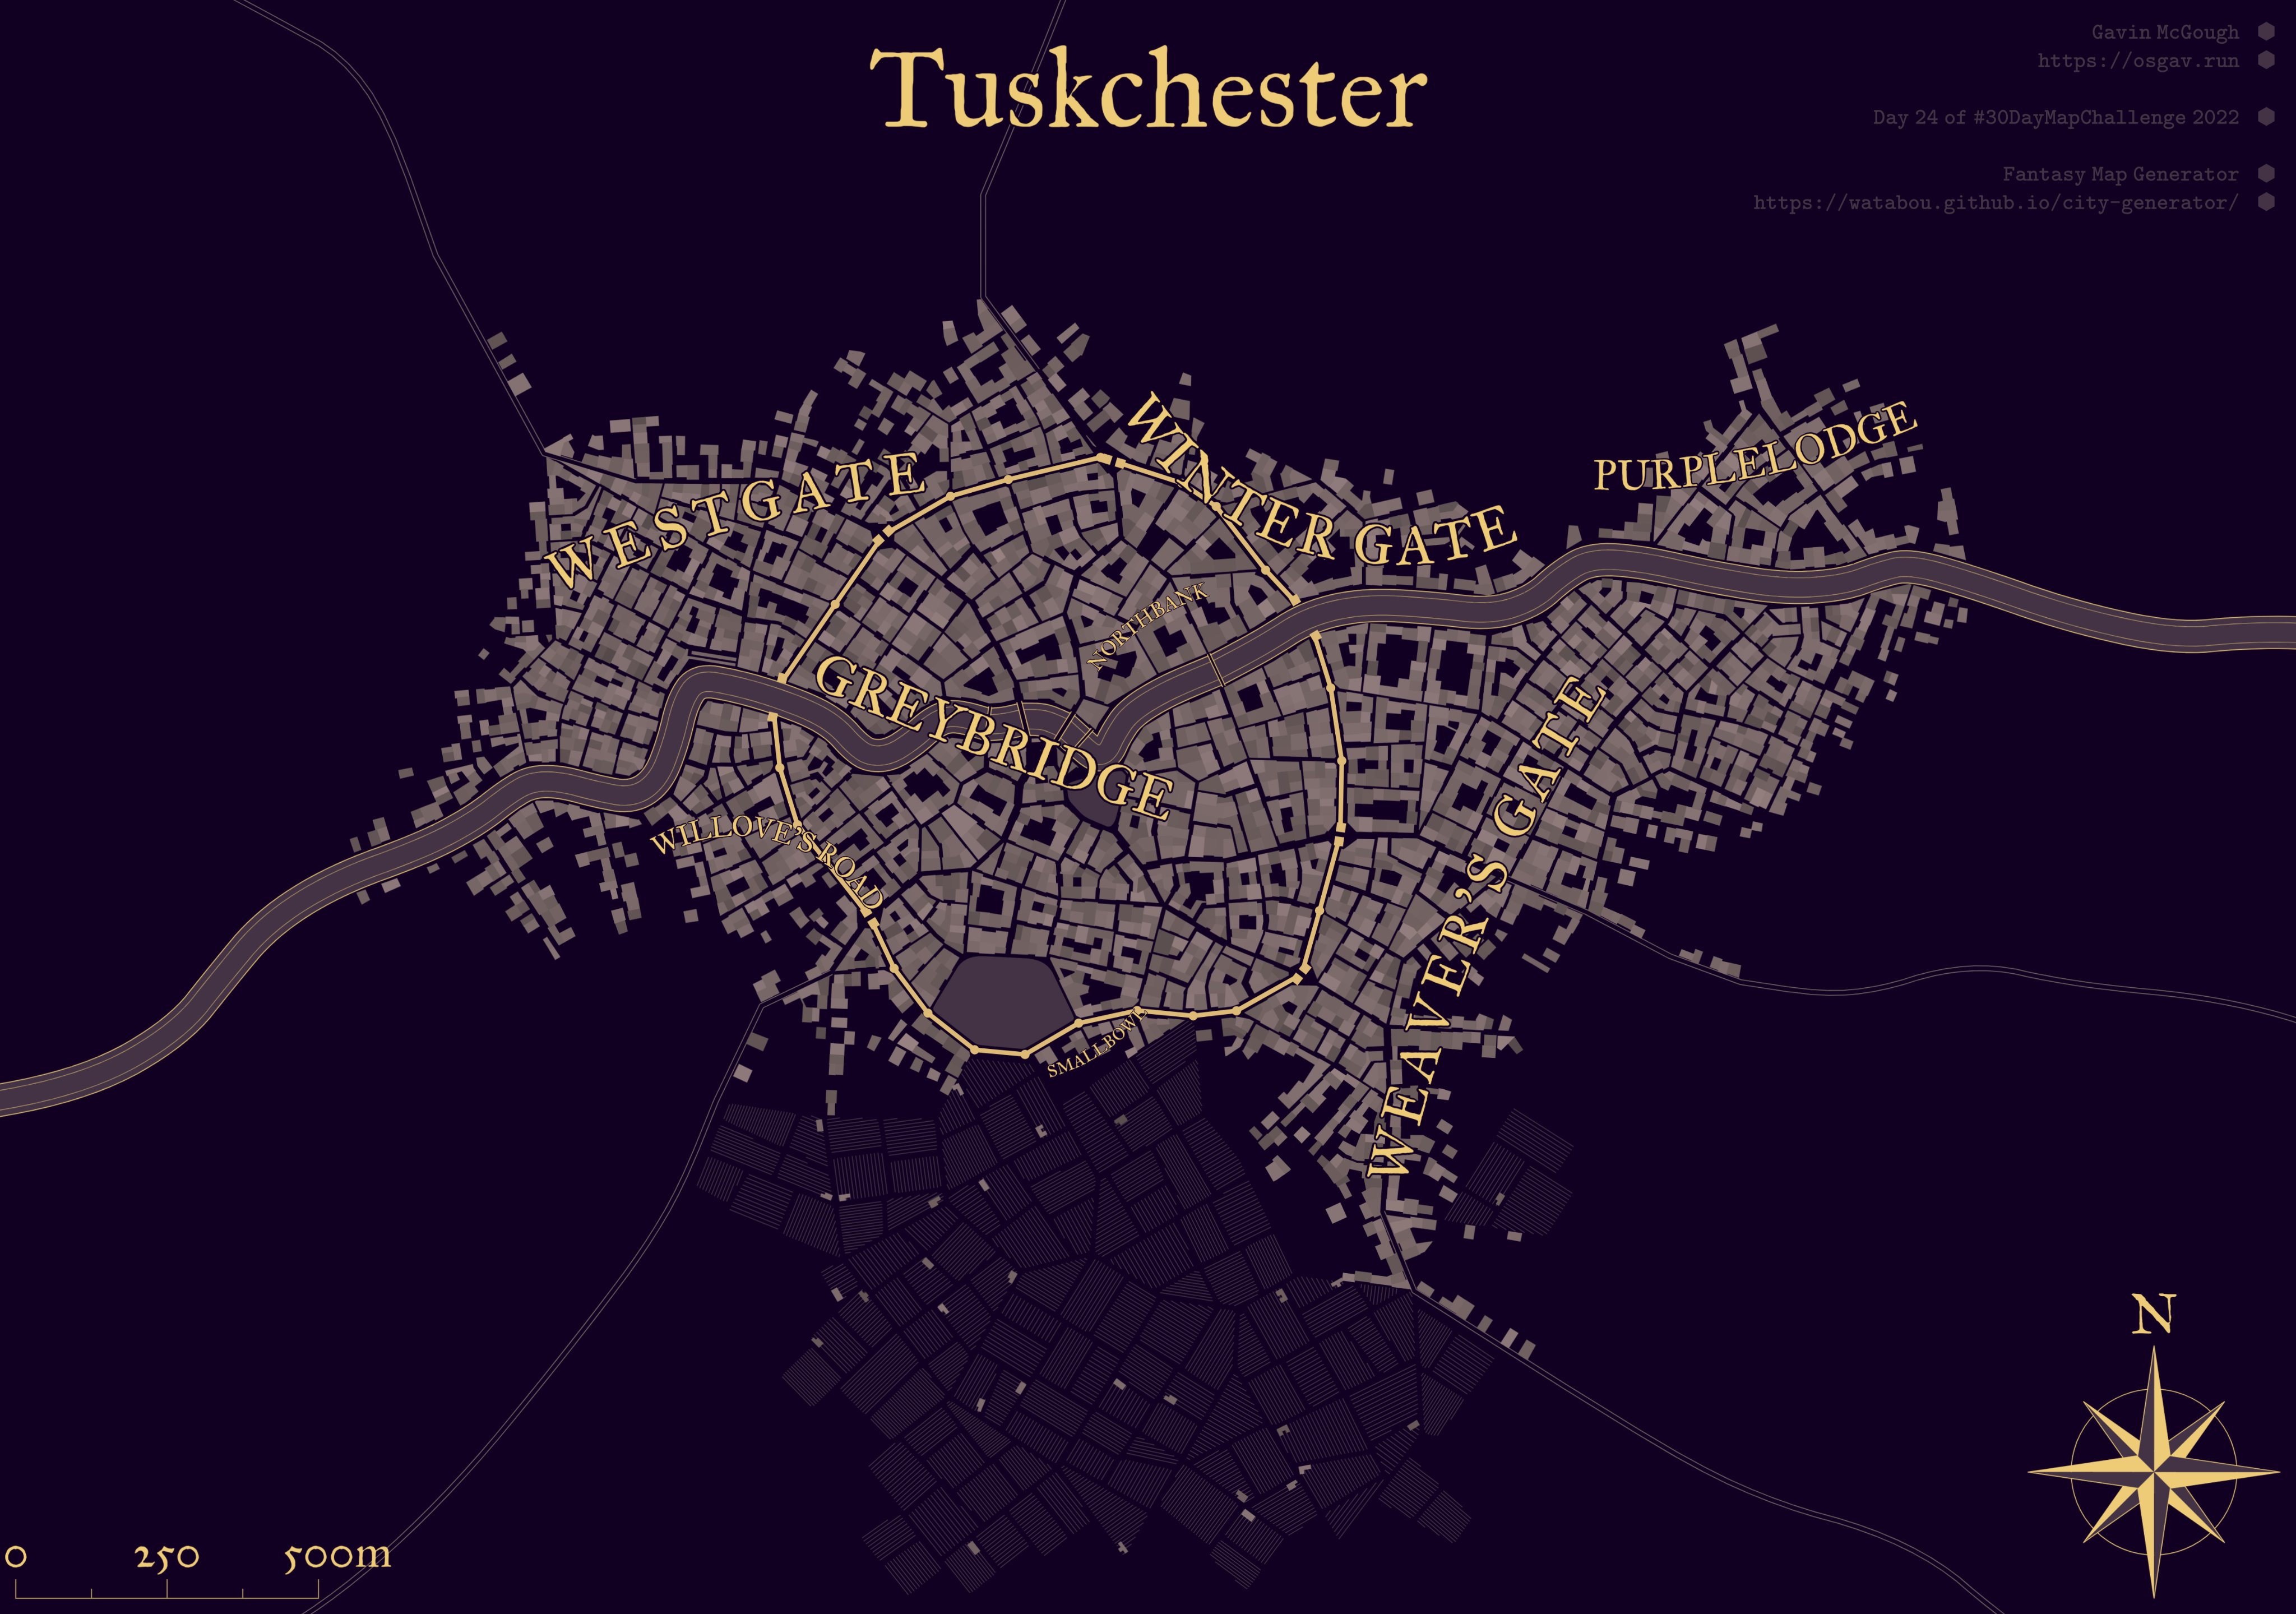 Tuskchester
Gavin McGough
https://osgav.run
Day 24 of #30DayMapChallenge 2022
Fantasy Map Generator
https://watabou.github.io/city-generator/
WINTER GATE
PURPLELODGE
WESTGATE
NORTHBANK
GREYBRIDGE
WEAVER'S GATE
WILLOVE'S ROAD
SMALLBOWE
N
0 250 500m